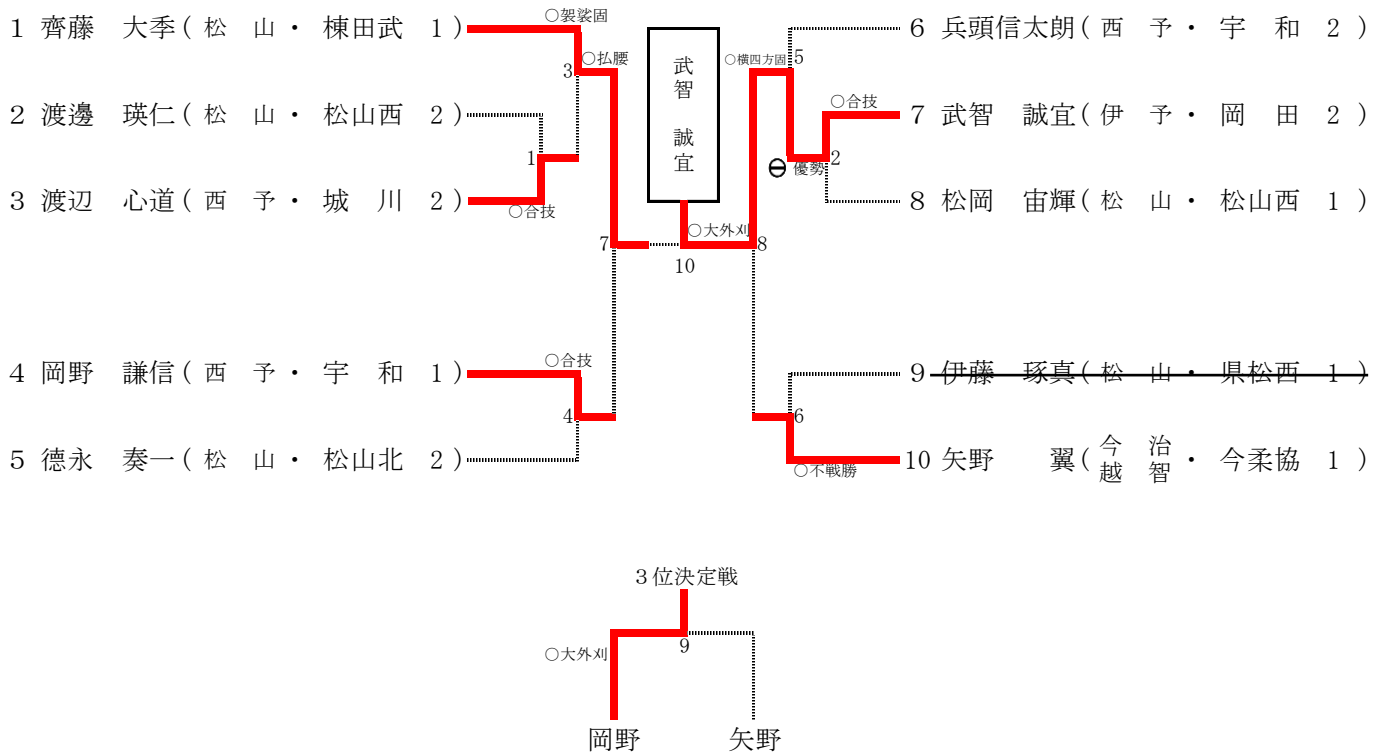 1 齊藤 大季(松 山・棟田武 1)
2 渡邉 瑛仁(松 山・松山西 2)
3 渡辺 心道(西 予・城 川 2)
4 岡野 謙信(西 予・宇 和 1)
5 德永 奏一(松 山・松山北 2)
○袈裟固
3
○払腰
1
○合技
7
○合技
4
武智 誠宜
○大外刈
10
○横四方固
5
○合技
⊖ 優勢
2
8
6
○不戦勝
6 兵頭信太朗(西 予・宇 和 2)
7 武智 誠宜(伊 予・岡 田 2)
8 松岡 宙輝(松 山・松山西 1)
9 伊藤 琢真(松 山・県松西 1)
10 矢野 翼(今治越智・今柔協 1)
3位決定戦
○大外刈
9
岡野
矢野